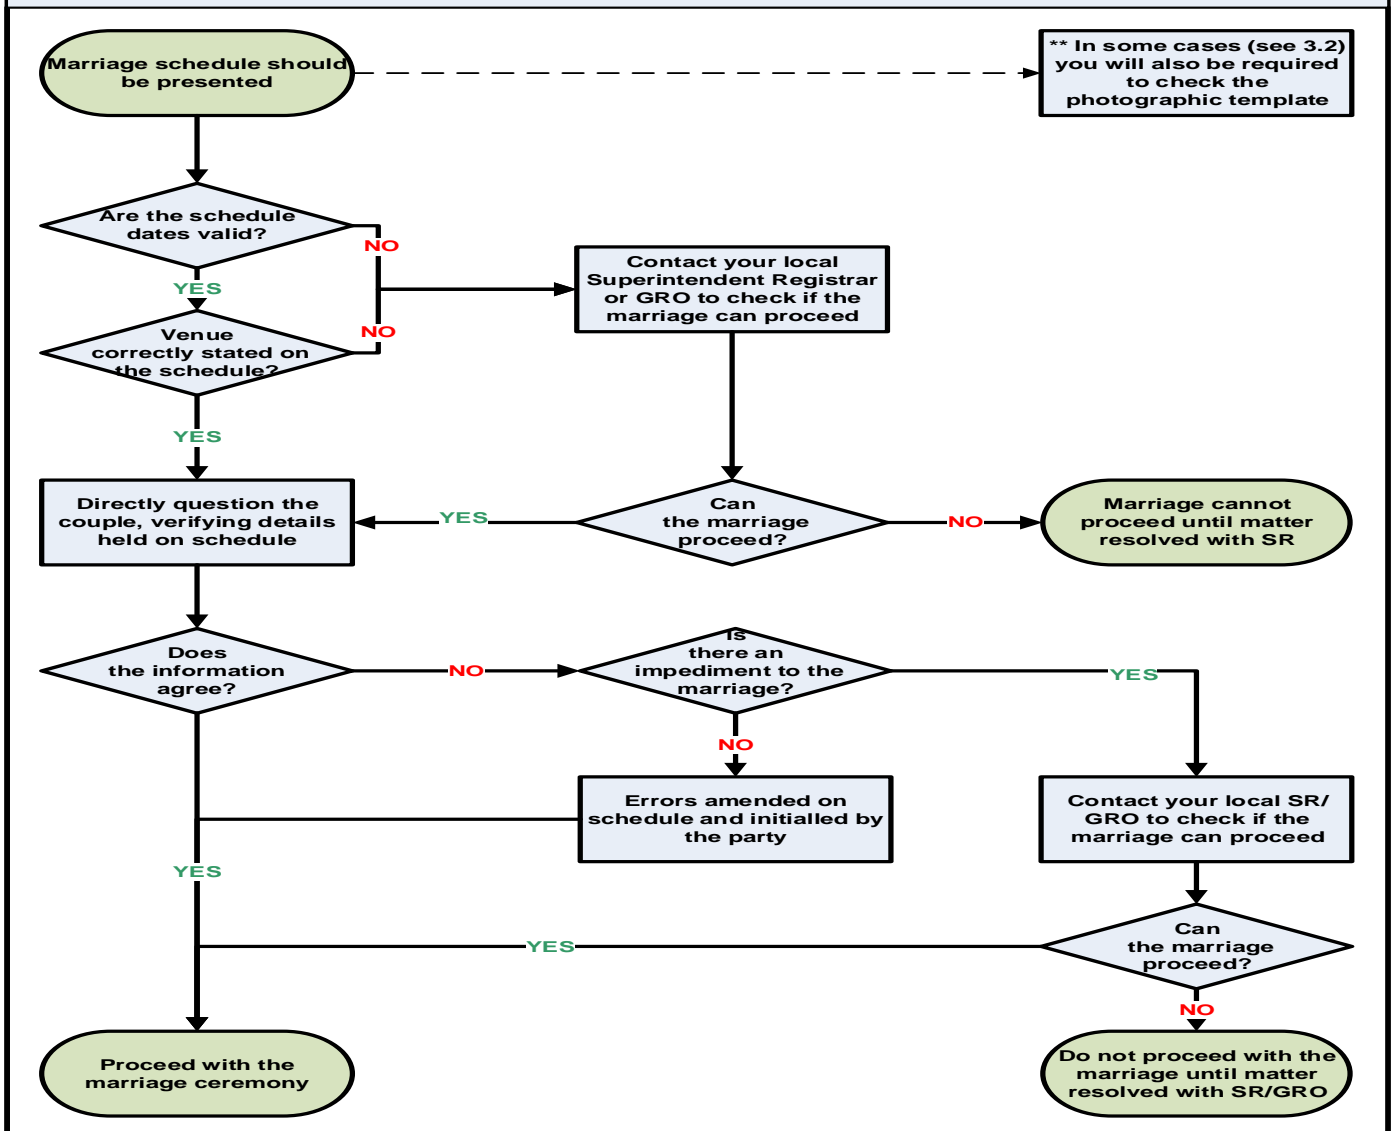 Marriage schedule should
be presented
** In some cases (see 3.2)
you will also be required
to check the
photographic template
Are the schedule
dates valid?
NO
YES
Contact your local
Superintendent Registrar
or GRO to check if the
marriage can proceed
Venue
correctly stated on
the schedule?
NO
YES
Directly question the
couple, verifying details
held on schedule
YES
Can
the marriage
proceed?
NO
Marriage cannot
proceed until matter
resolved with SR
Does
the information
agree?
NO
Is
there an
impediment to the
marriage?
YES
NO
Errors amended on
schedule and initialled by
the party
Contact your local SR/
GRO to check if the
marriage can proceed
YES
YES
Can
the marriage
proceed?
NO
Proceed with the
marriage ceremony
Do not proceed with the
marriage until matter
resolved with SR/GRO